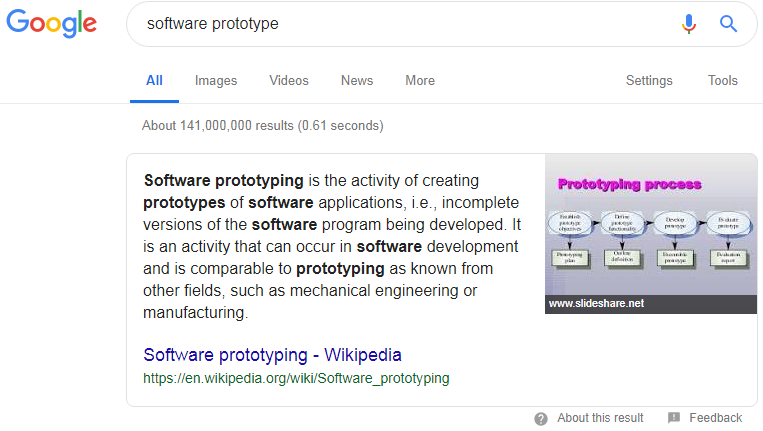 Google
software prototype
All Images Videos News More Settings Tools
About 141,000,000 results (0.61 seconds)
Software prototyping is the activity of creating
prototypes of software applications, i.e., incomplete
versions of the software program being developed. It
is an activity that can occur in software development
and is comparable to prototyping as known from
other fields, such as mechanical engineering or
manufacturing.
Prototyping process
Establish
prototype
objectives
Define
prototype
functionality
Develop
prototype
Evaluate
prototype
Prototyping
plan
Outline
definition
Executable
prototype
Evaluation
report
www.slideshare.net
Software prototyping - Wikipedia
https://en.wikipedia.org/wiki/Software_prototyping
About this result Feedback